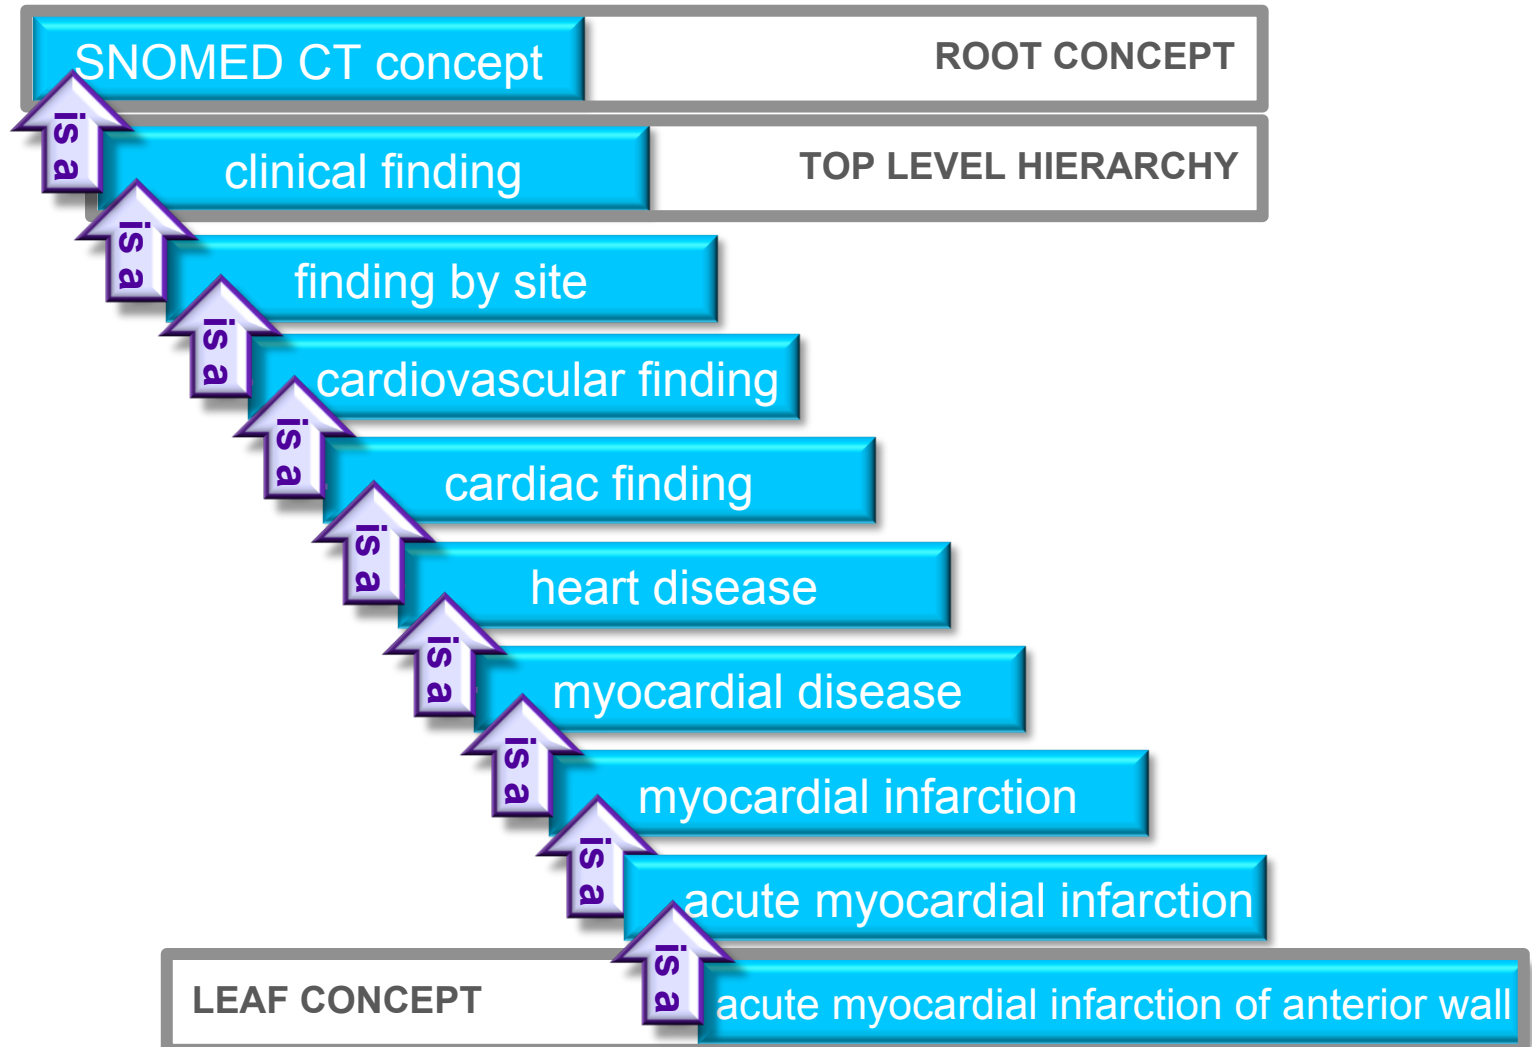 SNOMED CT concept
ROOT CONCEPT
is a
clinical finding
TOP LEVEL HIERARCHY
is a
finding by site
is a
cardiovascular finding
is a
cardiac finding
is a
heart disease
is a
myocardial disease
is a
myocardial infarction
is a
acute myocardial infarction
is a
LEAF CONCEPT
acute myocardial infarction of anterior wall